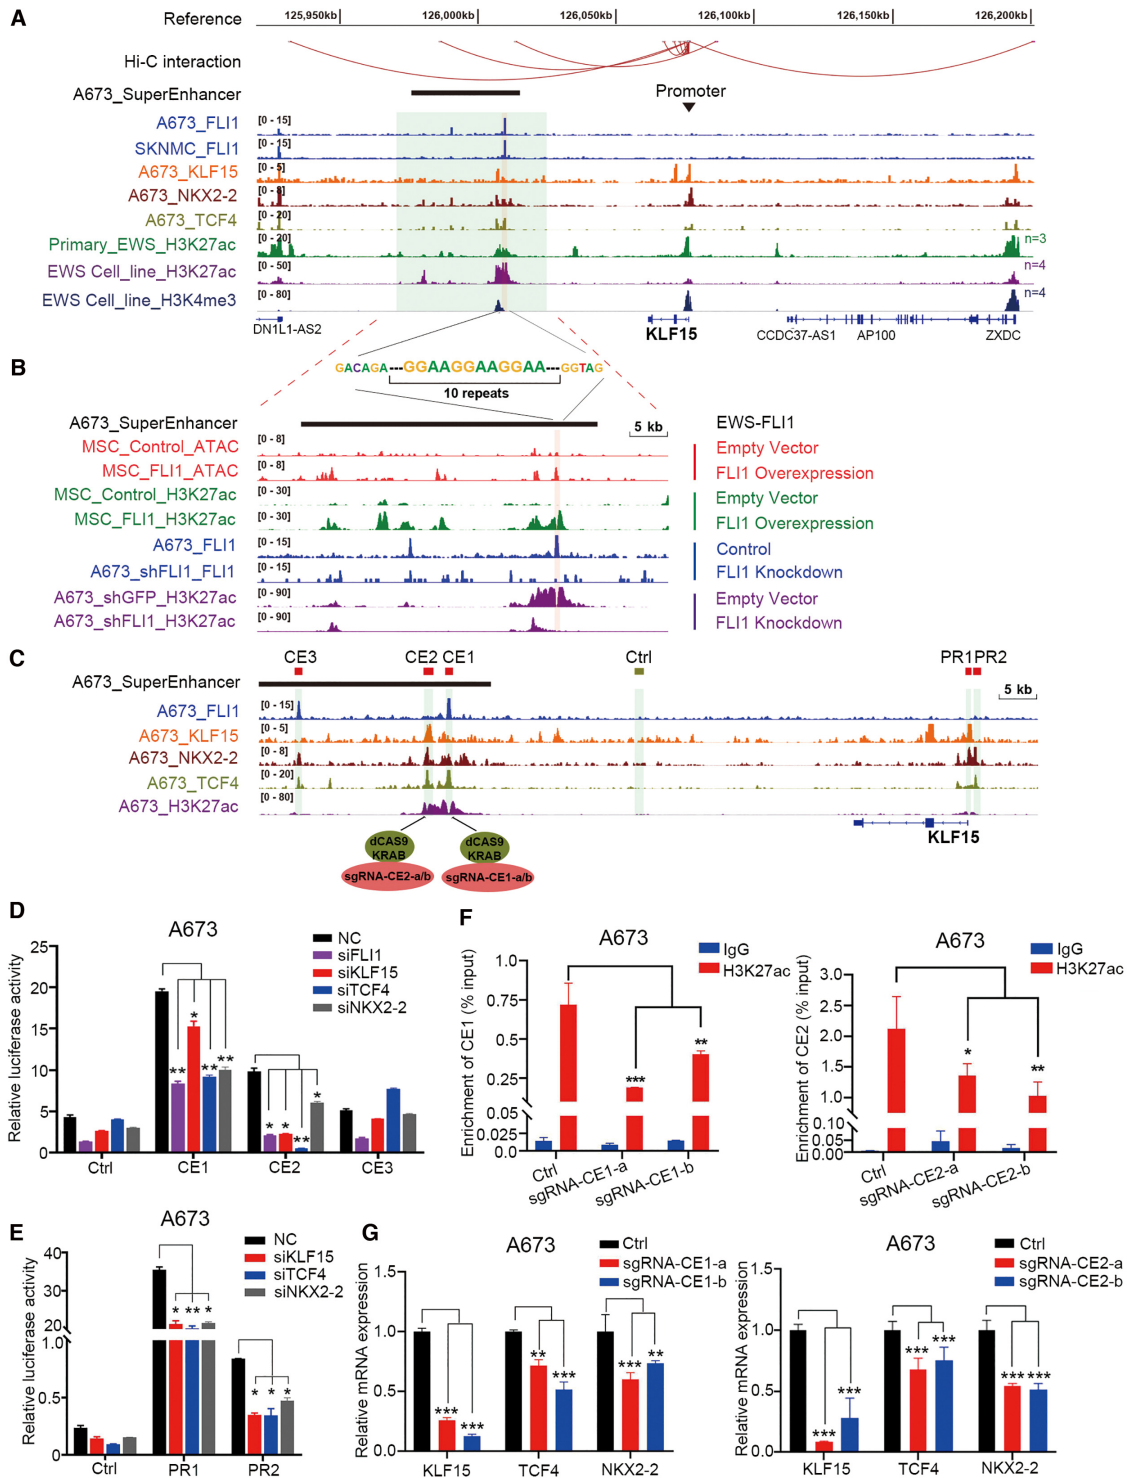 A
Reference
125,950kb
126,000kb
126,050kb
126,100kb
126,150kb
126,200kb
Hi-C interaction
A673_SuperEnhancer
Promoter
A673_FLI1
[0 - 15]
SKNMC_FLI1
[0 - 15]
A673_KLF15
[0 - 5]
A673_NKX2-2
[0 - 8]
A673_TCF4
[0 - 20]
Primary_EWS_H3K27ac
[0 - 20]
n=3
EWS Cell_line_H3K27ac
[0 - 50]
n=4
EWS Cell_line_H3K4me3
[0 - 80]
n=4
DN1L1-AS2
KLF15
CCDC37-AS1
AP100
ZXDC
B
GACAGA---GGAAGGAAGGAA---GGTAG
10 repeats
A673_SuperEnhancer
5 kb
EWS-FLI1
MSC_Control_ATAC
[0 - 8]
Empty Vector
MSC_FLI1_ATAC
[0 - 8]
FLI1 Overexpression
MSC_Control_H3K27ac
[0 - 30]
Empty Vector
MSC_FLI1_H3K27ac
[0 - 30]
FLI1 Overexpression
A673_FLI1
[0 - 15]
Control
A673_shFLI1_FLI1
[0 - 15]
FLI1 Knockdown
A673_shGFP_H3K27ac
[0 - 90]
Empty Vector
A673_shFLI1_H3K27ac
[0 - 90]
FLI1 Knockdown
C
CE3
CE2
CE1
Ctrl
PR1
PR2
A673_SuperEnhancer
5 kb
A673_FLI1
[0 - 15]
A673_KLF15
[0 - 5]
A673_NKX2-2
[0 - 8]
A673_TCF4
[0 - 20]
A673_H3K27ac
[0 - 80]
KLF15
dCAS9
KRAB
sgRNA-CE2-a/b
dCAS9
KRAB
sgRNA-CE1-a/b
D
A673
Relative luciferase activity
25
20
15
10
5
0
NC
siFLI1
siKLF15
siTCF4
siNKX2-2
**
*
**
**
*
*
**
*
Ctrl
CE1
CE2
CE3
F
A673
IgG
H3K27ac
Enrichment of CE1 (% input)
1.0
0.75
0.5
0.25
0.05
0.025
0.00
***
**
Ctrl
sgRNA-CE1-a
sgRNA-CE1-b
A673
IgG
H3K27ac
Enrichment of CE2 (% input)
3.0
2.5
2.0
1.5
1.0
0.10
0.05
0.00
*
**
Ctrl
sgRNA-CE2-a
sgRNA-CE2-b
E
A673
Relative luciferase activity
40
30
20
1.0
0.5
0
NC
siKLF15
siTCF4
siNKX2-2
*
**
*
*
*
*
Ctrl
PR1
PR2
G
A673
Ctrl
sgRNA-CE1-a
sgRNA-CE1-b
Relative mRNA expression
1.5
1.0
0.5
0.0
***
***
**
***
***
**
KLF15
TCF4
NKX2-2
A673
Ctrl
sgRNA-CE2-a
sgRNA-CE2-b
Relative mRNA expression
1.5
1.0
0.5
0.0
***
***
***
***
***
***
KLF15
TCF4
NKX2-2